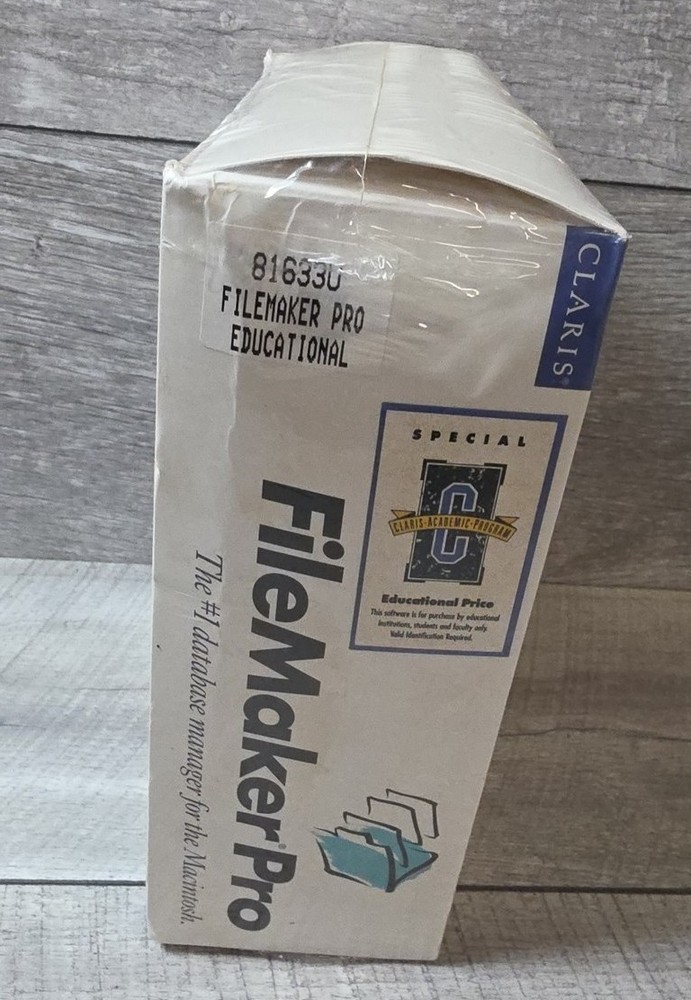 81633U
FILEMAKER PRO
EDUCATIONAL
CLARIS®
SPECIAL
C
CLARIS·ACADEMIC·PROGRAM
Educational Price
This software is for purchase by educational
institutions, students and faculty only.
Valid Identification Required.
FileMaker® Pro
The #1 database manager for the Macintosh.